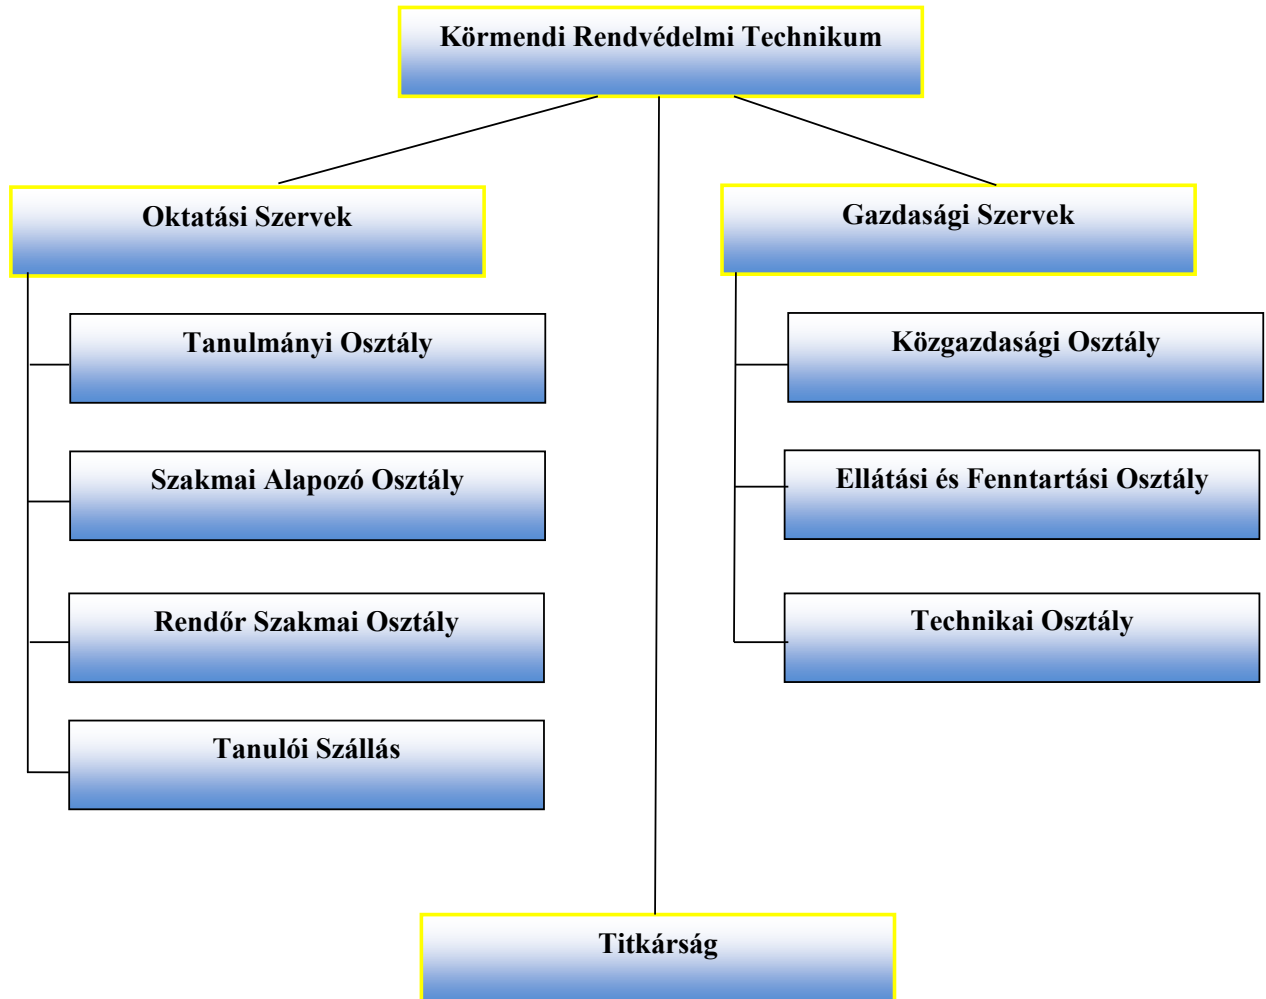 Körmendi Rendvédelmi Technikum
Oktatási Szervek
Tanulmányi Osztály
Szakmai Alapozó Osztály
Rendőr Szakmai Osztály
Tanulói Szállás
Gazdasági Szervek
Közgazdasági Osztály
Ellátási és Fenntartási Osztály
Technikai Osztály
Titkárság